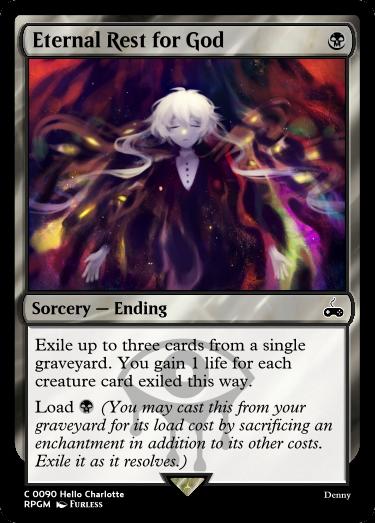 Eternal Rest for God
Sorcery — Ending
Exile up to three cards from a single
graveyard. You gain 1 life for each
creature card exiled this way.
Load (You may cast this from your
graveyard for its load cost by sacrificing an
enchantment in addition to its other costs.
Exile it as it resolves.)
C 0090 Hello Charlotte
RPGM Furless
Denny